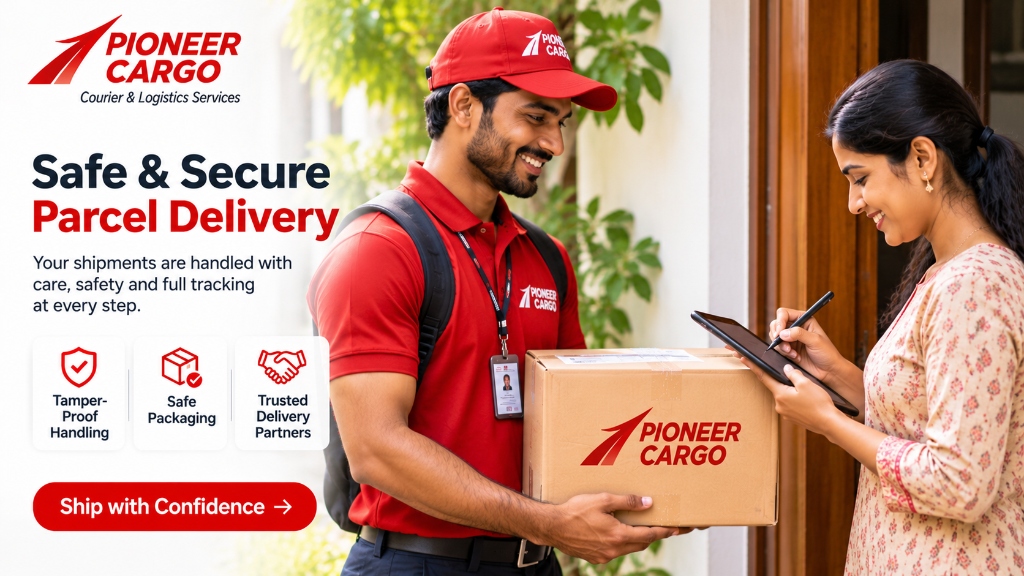 PIONEER
CARGO
Courier & Logistics Services
Safe & Secure
Parcel Delivery
Your shipments are handled with
care, safety and full tracking
at every step.
Tamper-
Proof
Handling
Safe
Packaging
Trusted
Delivery
Partners
Ship with Confidence →
PIONEER
CARGO
PIONEER
CARGO
PIONEER
CARGO